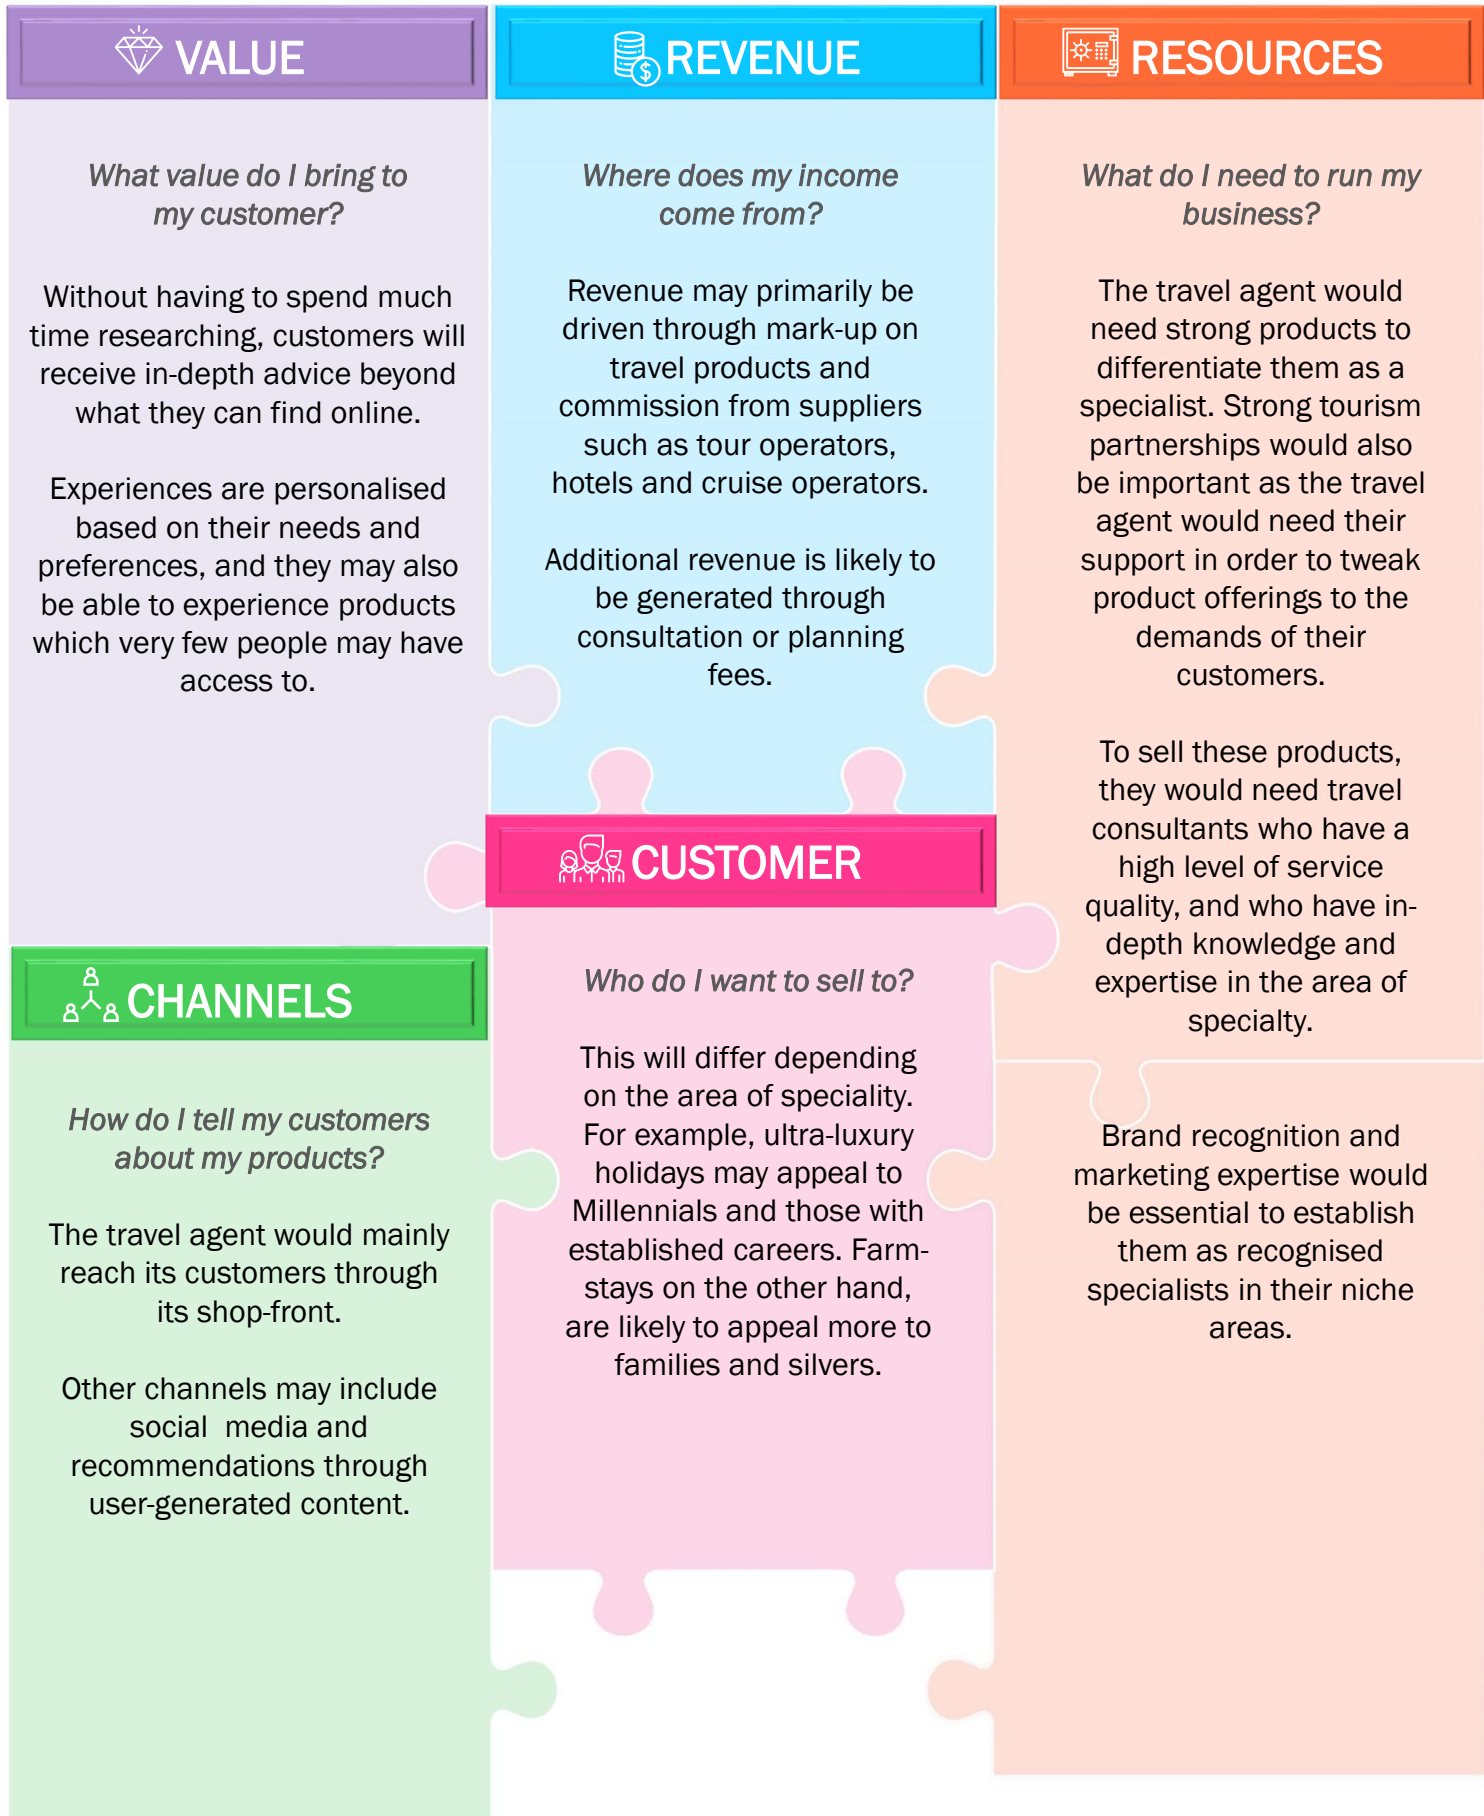 VALUE
What value do I bring to
my customer?
Without having to spend much
time researching, customers will
receive in-depth advice beyond
what they can find online.
Experiences are personalised
based on their needs and
preferences, and they may also
be able to experience products
which very few people may have
access to.
REVENUE
Where does my income
come from?
Revenue may primarily be
driven through mark-up on
travel products and
commission from suppliers
such as tour operators,
hotels and cruise operators.
Additional revenue is likely to
be generated through
consultation or planning
fees.
RESOURCES
What do I need to run my
business?
The travel agent would
need strong products to
differentiate them as a
specialist. Strong tourism
partnerships would also
be important as the travel
agent would need their
support in order to tweak
product offerings to the
demands of their
customers.
To sell these products,
they would need travel
consultants who have a
high level of service
quality, and who have in-
depth knowledge and
expertise in the area of
specialty.
Brand recognition and
marketing expertise would
be essential to establish
them as recognised
specialists in their niche
areas.
CHANNELS
How do I tell my customers
about my products?
The travel agent would mainly
reach its customers through
its shop-front.
Other channels may include
social  media and
recommendations through
user-generated content.
CUSTOMER
Who do I want to sell to?
This will differ depending
on the area of speciality.
For example, ultra-luxury
holidays may appeal to
Millennials and those with
established careers. Farm-
stays on the other hand,
are likely to appeal more to
families and silvers.